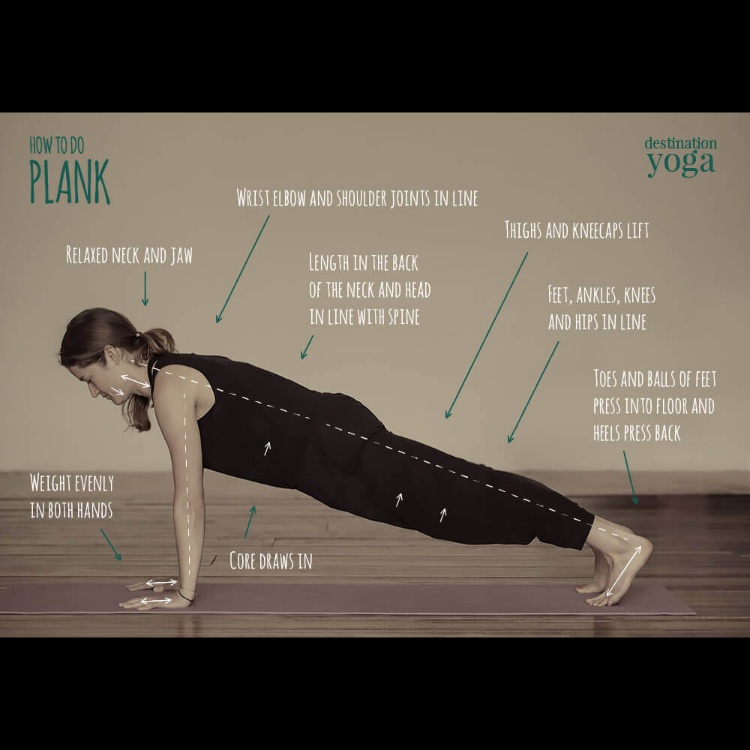 HOW TO DO
PLANK
destination
yoga
WRIST ELBOW AND SHOULDER JOINTS IN LINE
THIGHS AND KNEECAPS LIFT
RELAXED NECK AND JAW
LENGTH IN THE BACK
OF THE NECK AND HEAD
IN LINE WITH SPINE
FEET, ANKLES, KNEES
AND HIPS IN LINE
TOES AND BALLS OF FEET
PRESS INTO FLOOR AND
HEELS PRESS BACK
WEIGHT EVENLY
IN BOTH HANDS
CORE DRAWS IN